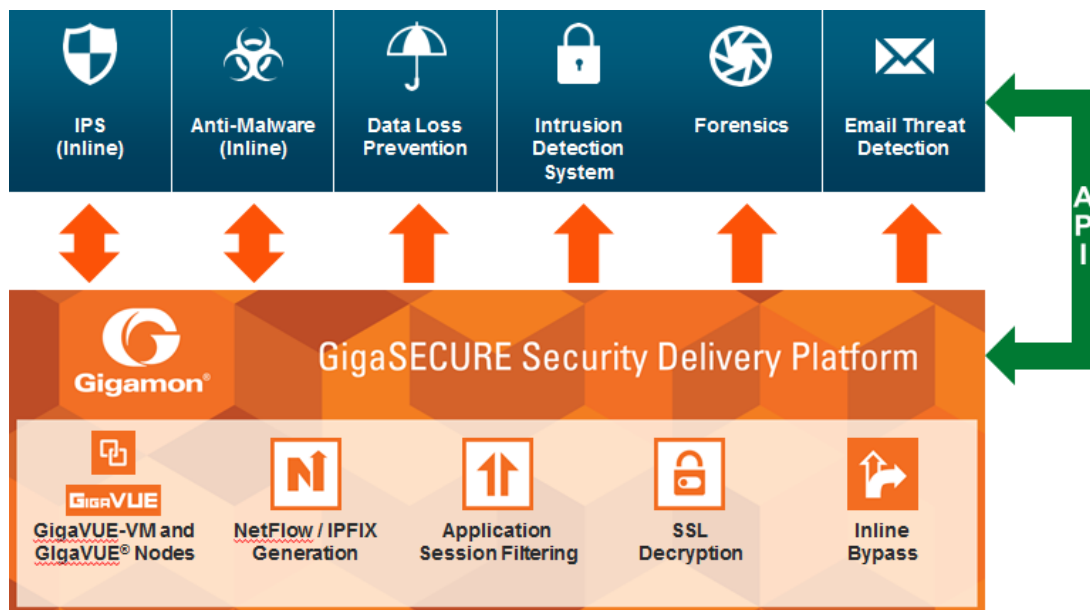 IPS
(Inline)
Anti-Malware
(Inline)
Data Loss
Prevention
Intrusion
Detection
System
Forensics
Email Threat
Detection
API
Gigamon®
GigaSECURE Security Delivery Platform
GIGAVUE
GigaVUE-VM and
GIgaVUE® Nodes
NetFlow / IPFIX
Generation
Application
Session Filtering
SSL
Decryption
Inline
Bypass